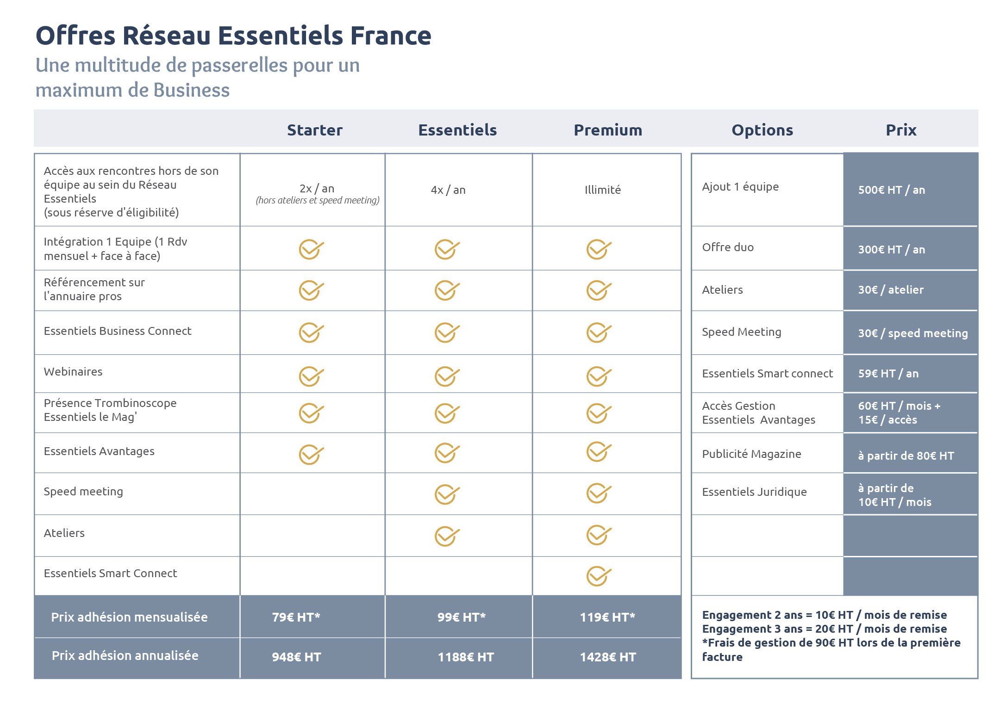 Offres Réseau Essentiels France
Une multitude de passerelles pour un
maximum de Business
Starter Essentiels Premium Options Prix
Accès aux rencontres hors de son
équipe au sein du Réseau
Essentiels
(sous réserve d'éligibilité)
2x / an
(hors ateliers et speed meeting)
4x / an
Illimité
Ajout 1 équipe
500€ HT / an
Intégration 1 Equipe (1 Rdv
mensuel + face à face)
Offre duo
300€ HT / an
Référencement sur
l'annuaire pros
Ateliers
30€ / atelier
Essentiels Business Connect
Speed Meeting
30€ / speed meeting
Webinaires
Essentiels Smart connect
59€ HT / an
Présence Trombinoscope
Essentiels le Mag'
Accès Gestion
Essentiels Avantages
60€ HT / mois +
15€ / accès
Essentiels Avantages
Publicité Magazine
à partir de 80€ HT
Speed meeting
Essentiels Juridique
à partir de
10€ HT / mois
Ateliers
Essentiels Smart Connect
Prix adhésion mensualisée
79€ HT*
99€ HT*
119€ HT*
Prix adhésion annualisée
948€ HT
1188€ HT
1428€ HT
Engagement 2 ans = 10€ HT / mois de remise
Engagement 3 ans = 20€ HT / mois de remise
*Frais de gestion de 90€ HT lors de la première
facture